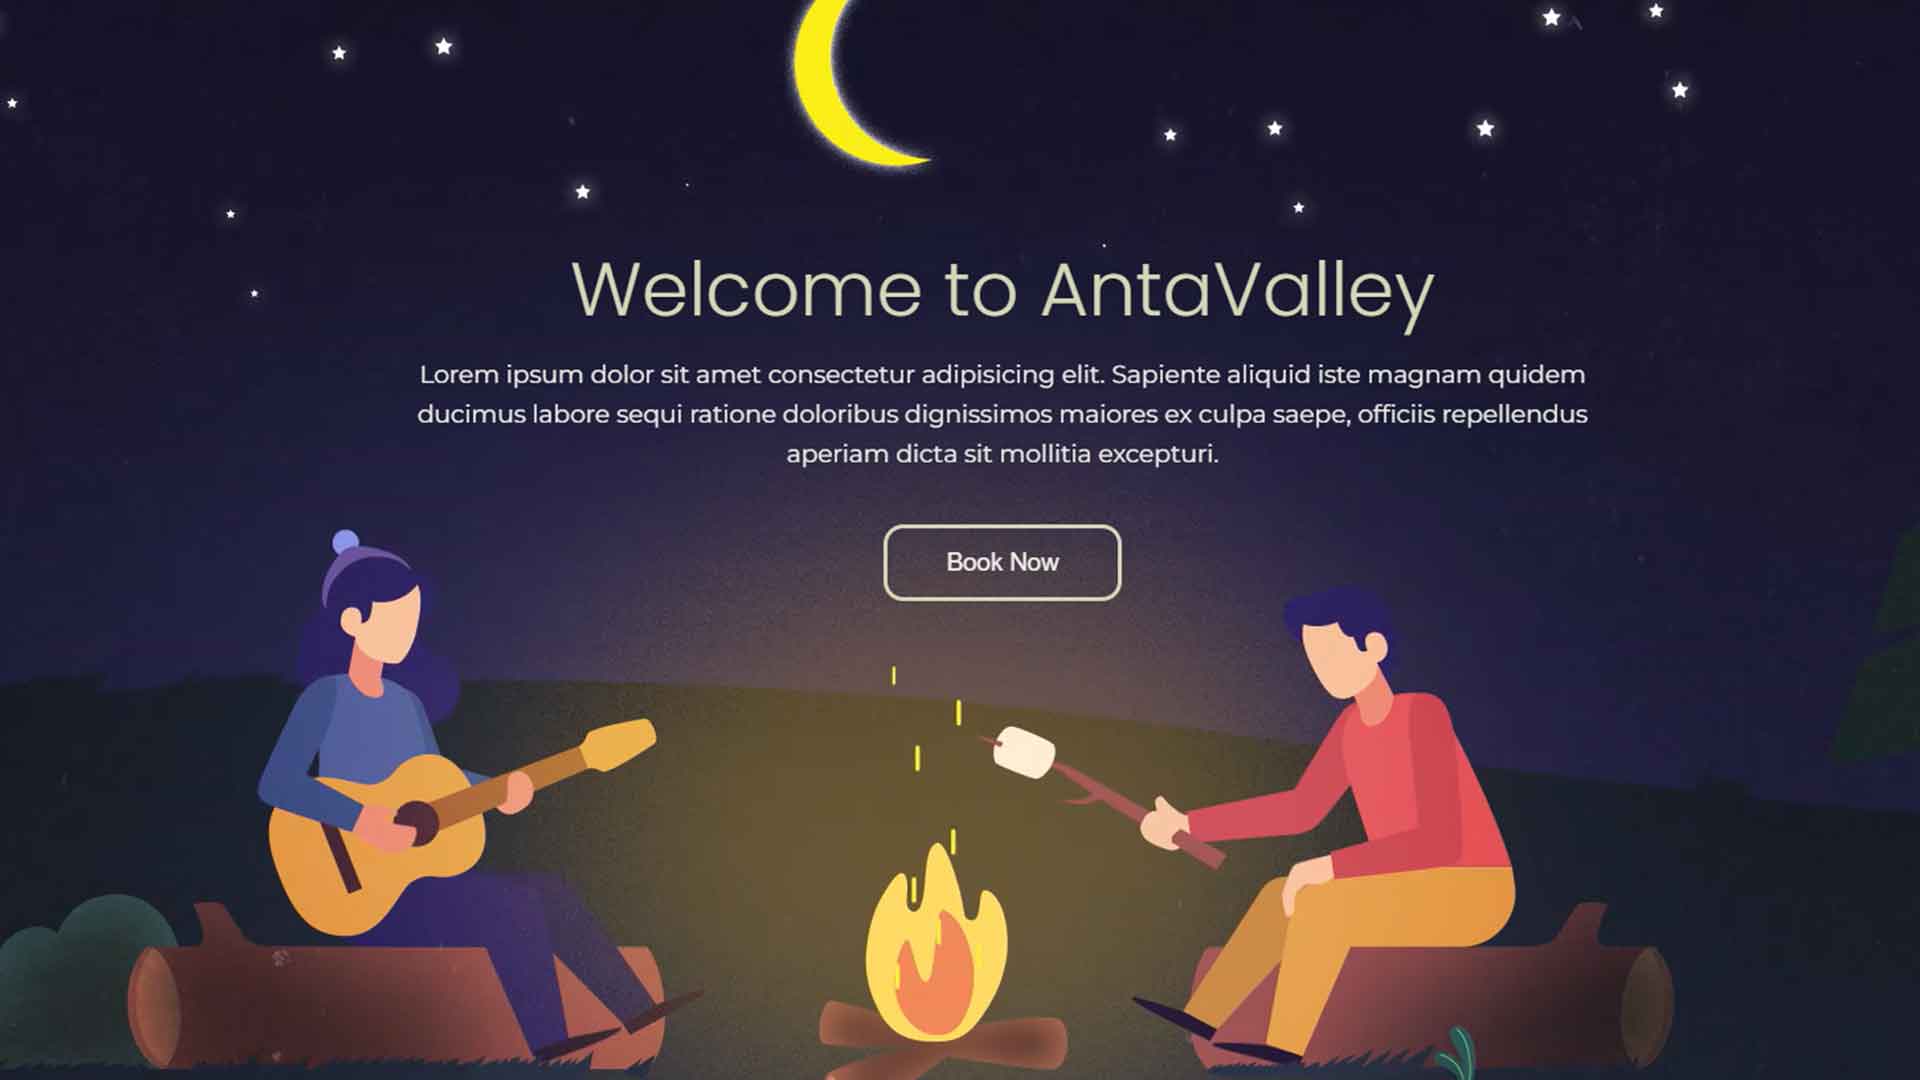 Welcome to AntaValley
Lorem ipsum dolor sit amet consectetur adipisicing elit. Sapiente aliquid iste magnam quidem
ducimus labore sequi ratione doloribus dignissimos maiores ex culpa saepe, officiis repellendus
aperiam dicta sit mollitia excepturi.
Book Now